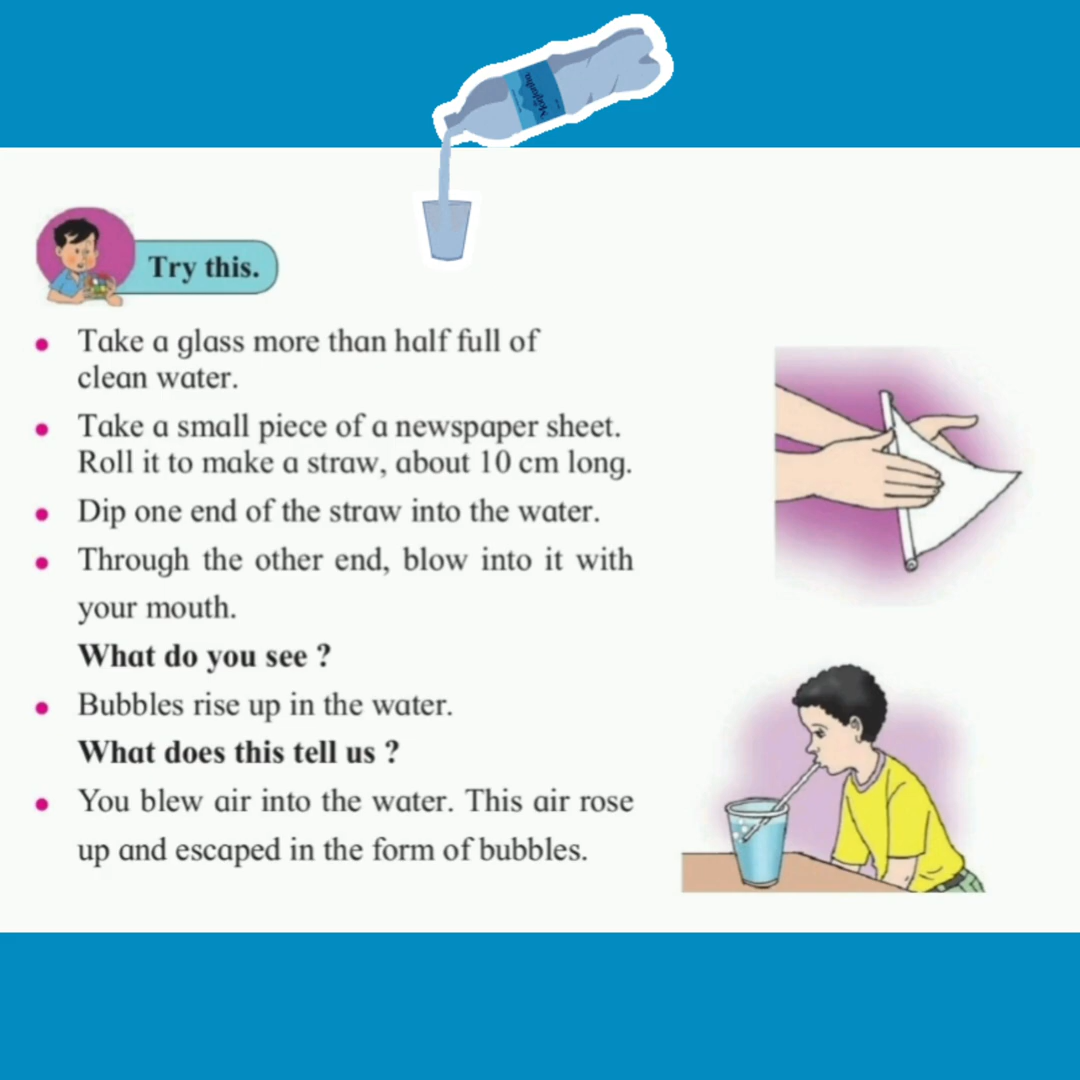 Try this.
Take a glass more than half full of
clean water.
Take a small piece of a newspaper sheet.
Roll it to make a straw, about 10 cm long.
Dip one end of the straw into the water.
Through the other end, blow into it with
your mouth.
What do you see ?
Bubbles rise up in the water.
What does this tell us ?
You blew air into the water. This air rose
up and escaped in the form of bubbles.